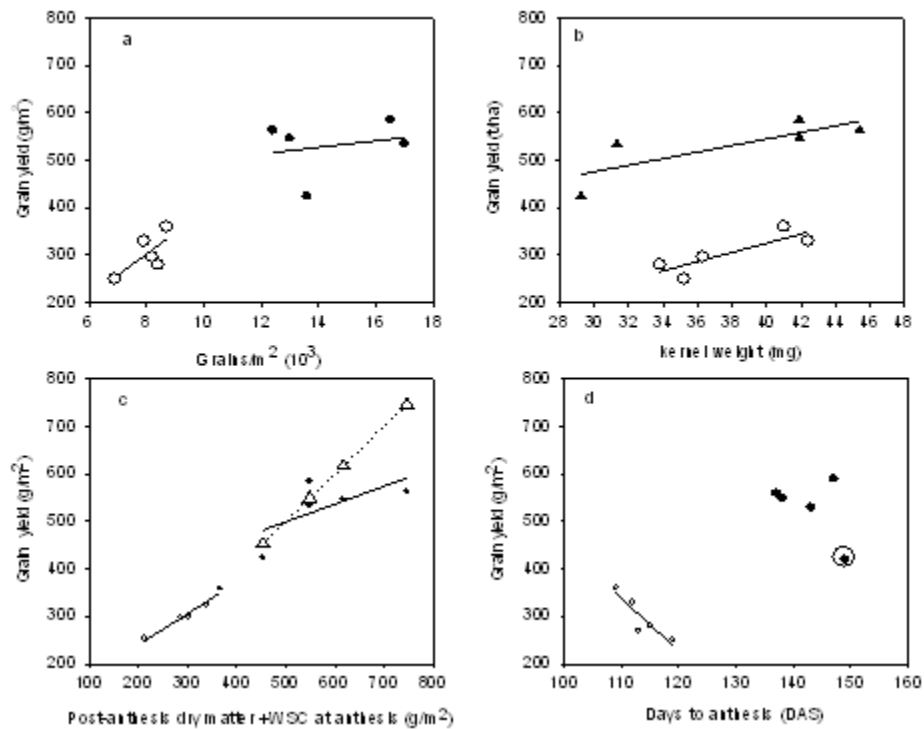 a
800
700
600
500
400
300
200
Grain yield (g/m²)
6 8 10 12 14 16 18
Grains/m² (10³)
b
800
700
600
500
400
300
200
Grain yield (t/ha)
28 30 32 34 36 38 40 42 44 46 48
kernel weight (mg)
c
800
700
600
500
400
300
200
Grain yield (g/m²)
100 200 300 400 500 600 700 800
Post-anthesis dry matter+WSC at anthesis (g/m²)
d
800
700
600
500
400
300
200
Grain yield (g/m²)
100 110 120 130 140 150 160
Days to anthesis (DAS)